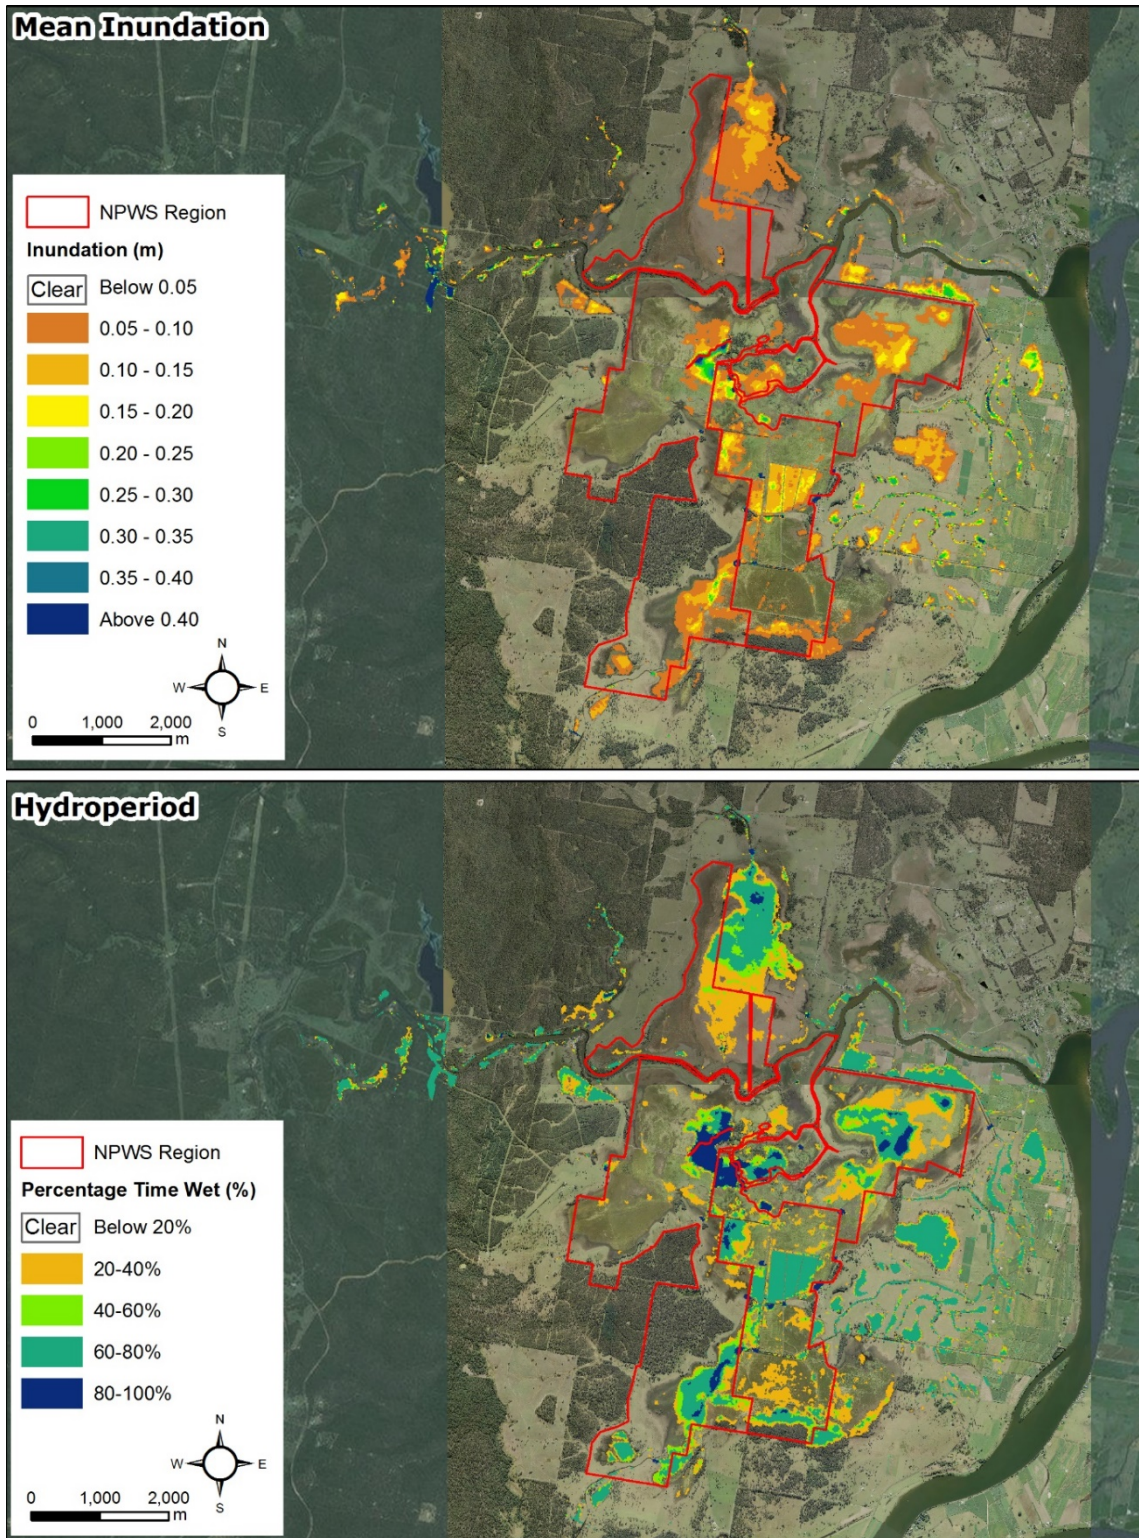 Mean Inundation
NPWS Region
Inundation (m)
Clear Below 0.05
0.05 - 0.10
0.10 - 0.15
0.15 - 0.20
0.20 - 0.25
0.25 - 0.30
0.30 - 0.35
0.35 - 0.40
Above 0.40
N
W E
S
0 1,000 2,000
m
Hydroperiod
NPWS Region
Percentage Time Wet (%)
Clear Below 20%
20-40%
40-60%
60-80%
80-100%
N
W E
S
0 1,000 2,000
m